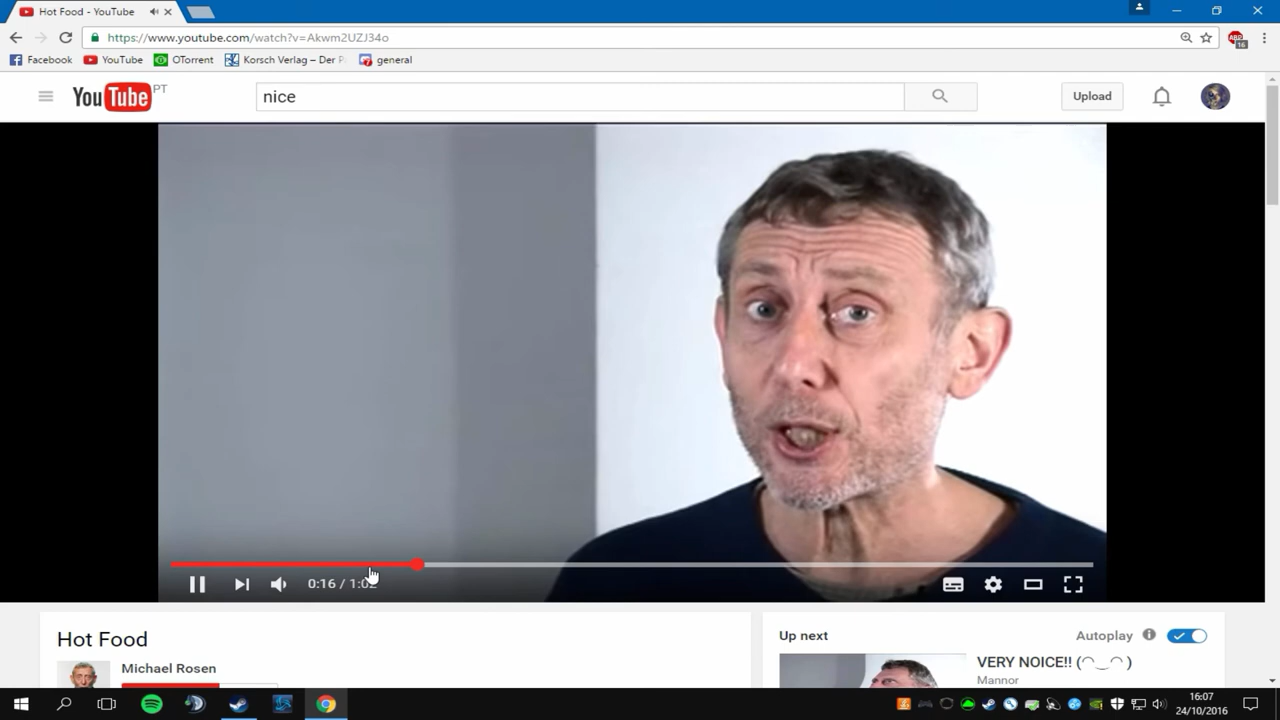 Hot Food - YouTube
https://www.youtube.com/watch?v=Akwm2UZJ34o
Facebook YouTube OTorrent Korsch Verlag – Der general
16
YouTube PT
nice
Upload
0:16 / 1:02
Hot Food
Michael Rosen
Up next
Autoplay
VERY NOICE!! (◠‿◠)
Mannor
16:07
24/10/2016